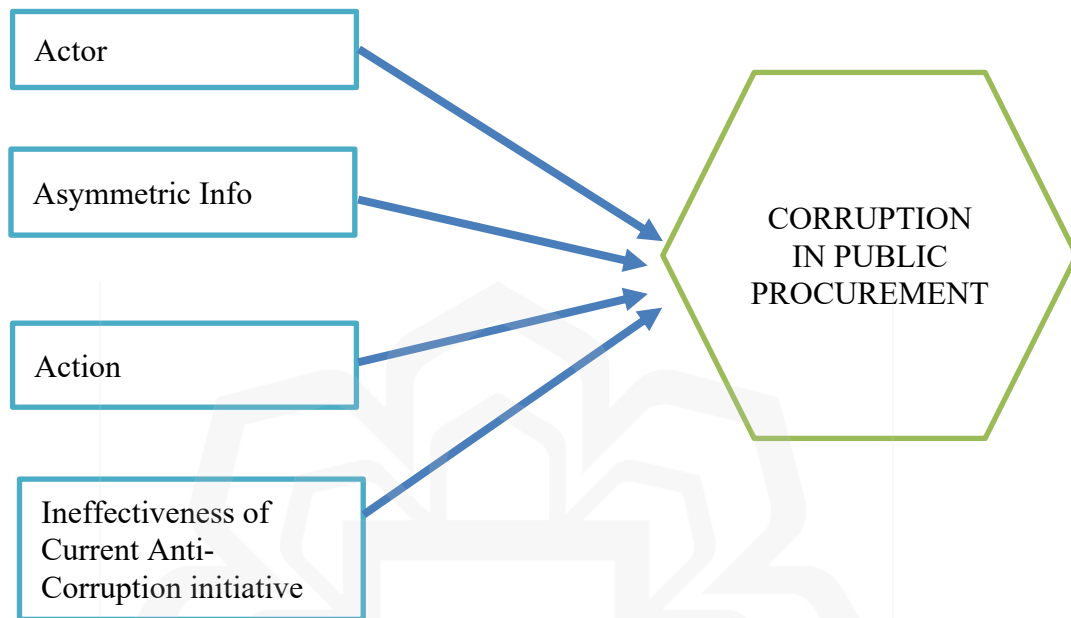 Actor
Asymmetric Info
Action
Ineffectiveness of
Current Anti-
Corruption initiative
CORRUPTION
IN PUBLIC
PROCUREMENT